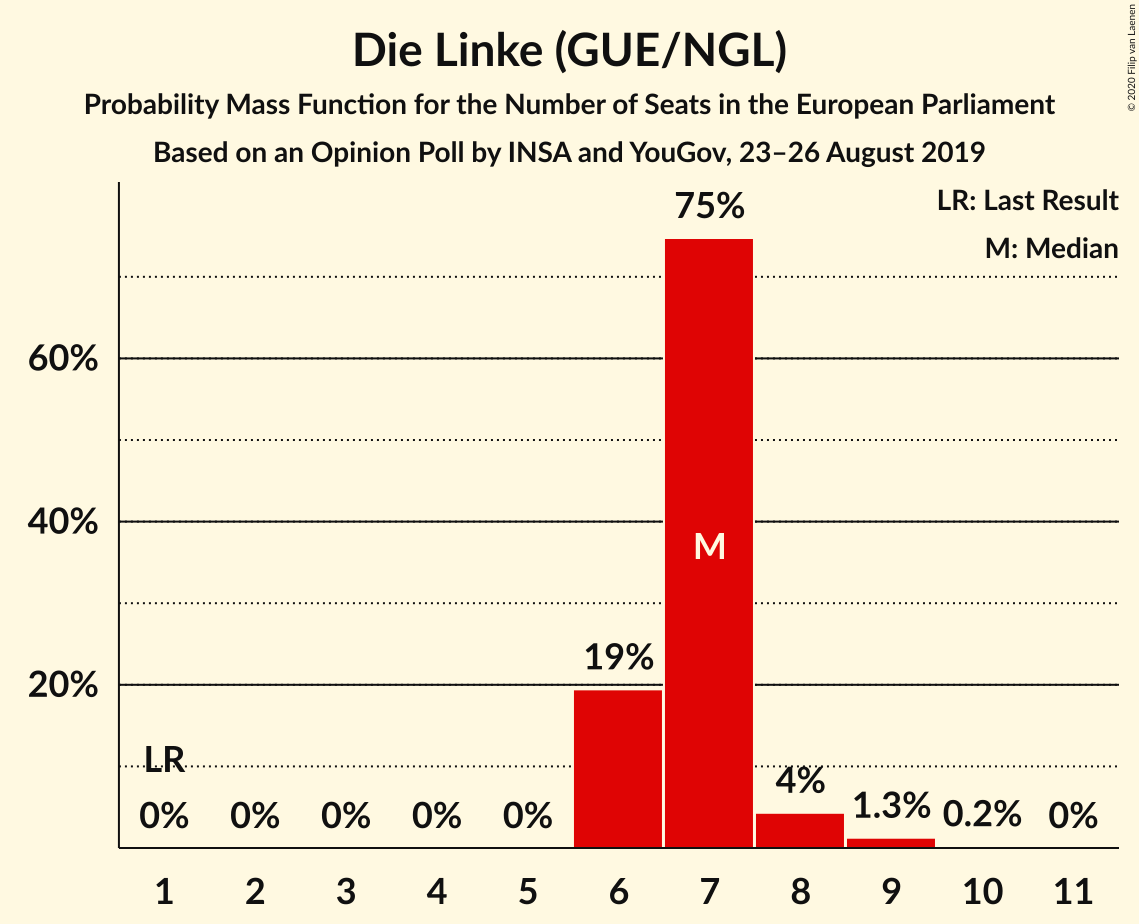 Die Linke (GUE/NGL)
Probability Mass Function for the Number of Seats in the European Parliament
Based on an Opinion Poll by INSA and YouGov, 23–26 August 2019
© 2020 Filip van Laenen
LR: Last Result
M: Median
75%
60%
40%
M
19%
20%
LR
0%
0%
0%
0%
0%
4%
1.3%
0.2%
0%
1 2 3 4 5 6 7 8 9 10 11